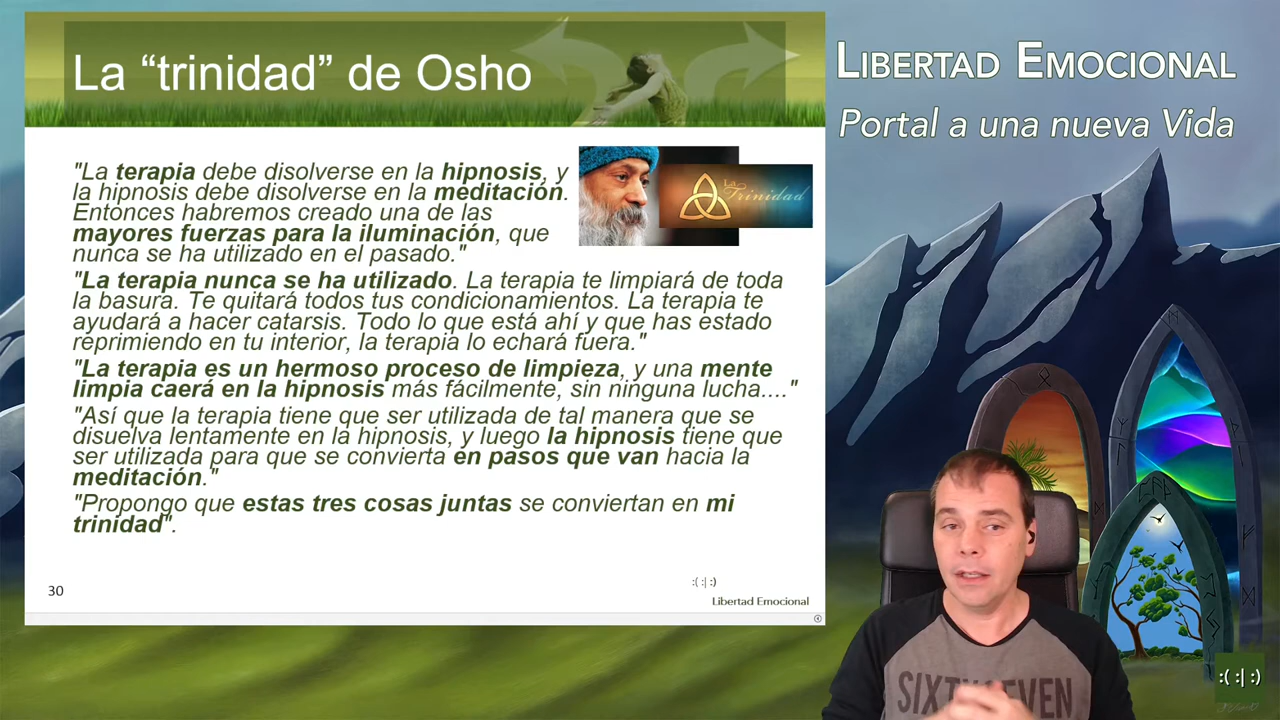 La “trinidad” de Osho
"La terapia debe disolverse en la hipnosis, y
la hipnosis debe disolverse en la meditación.
Entonces habremos creado una de las
mayores fuerzas para la iluminación, que
nunca se ha utilizado en el pasado."
La
Trinidad
"La terapia nunca se ha utilizado. La terapia te limpiará de toda
la basura. Te quitará todos tus condicionamientos. La terapia te
ayudará a hacer catarsis. Todo lo que está ahí y que has estado
reprimiendo en tu interior, la terapia lo echará fuera."
"La terapia es un hermoso proceso de limpieza, y una mente
limpia caerá en la hipnosis más fácilmente, sin ninguna lucha...."
"Así que la terapia tiene que ser utilizada de tal manera que se
disuelva lentamente en la hipnosis, y luego la hipnosis tiene que
ser utilizada para que se convierta en pasos que van hacia la
meditación."
"Propongo que estas tres cosas juntas se conviertan en mi
trinidad".
30
:( :| :)
Libertad Emocional
LIBERTAD EMOCIONAL
Portal a una nueva Vida
SIXTY SEVEN
:( :| :)